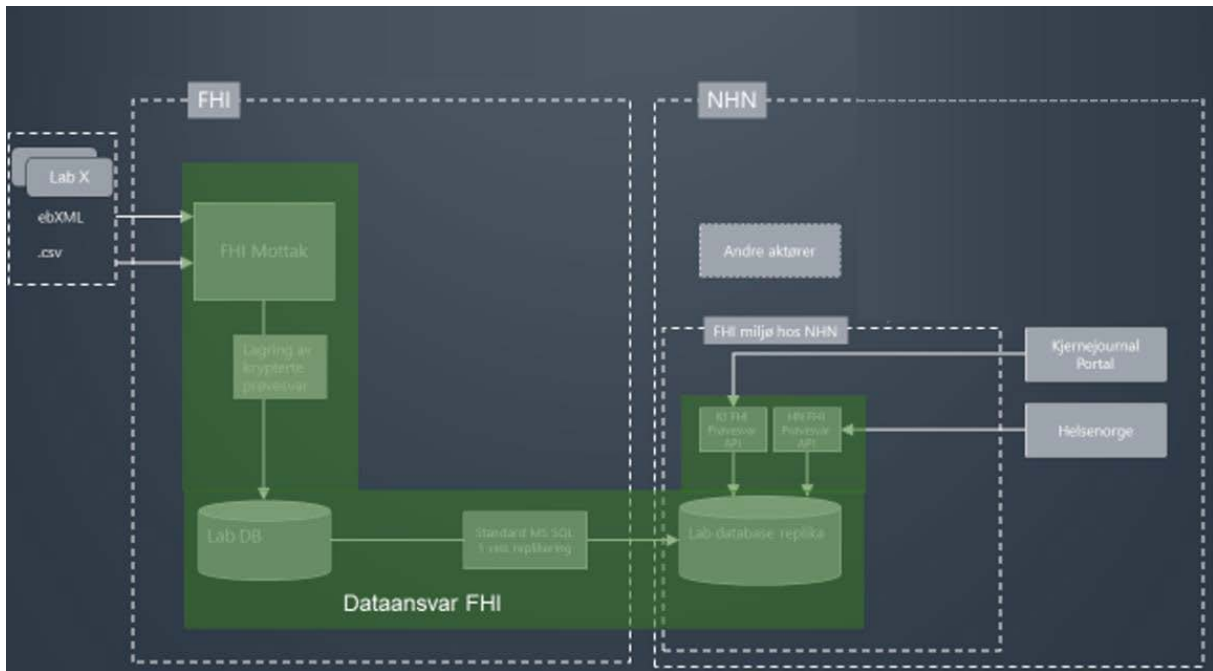 FHI
NHN
Lab X
ebXML
.csv
FHI Mottak
Lagring av
krypterte
prøvesvar
Lab DB
Standard MS SQL
1-veis replikering
Dataansvar FHI
Andre aktører
FHI miljø hos NHN
KJ FHI
Prøvesvar
API
HN FHI
Prøvesvar
API
Lab-database replika
Kjernejournal
Portal
Helsenorge